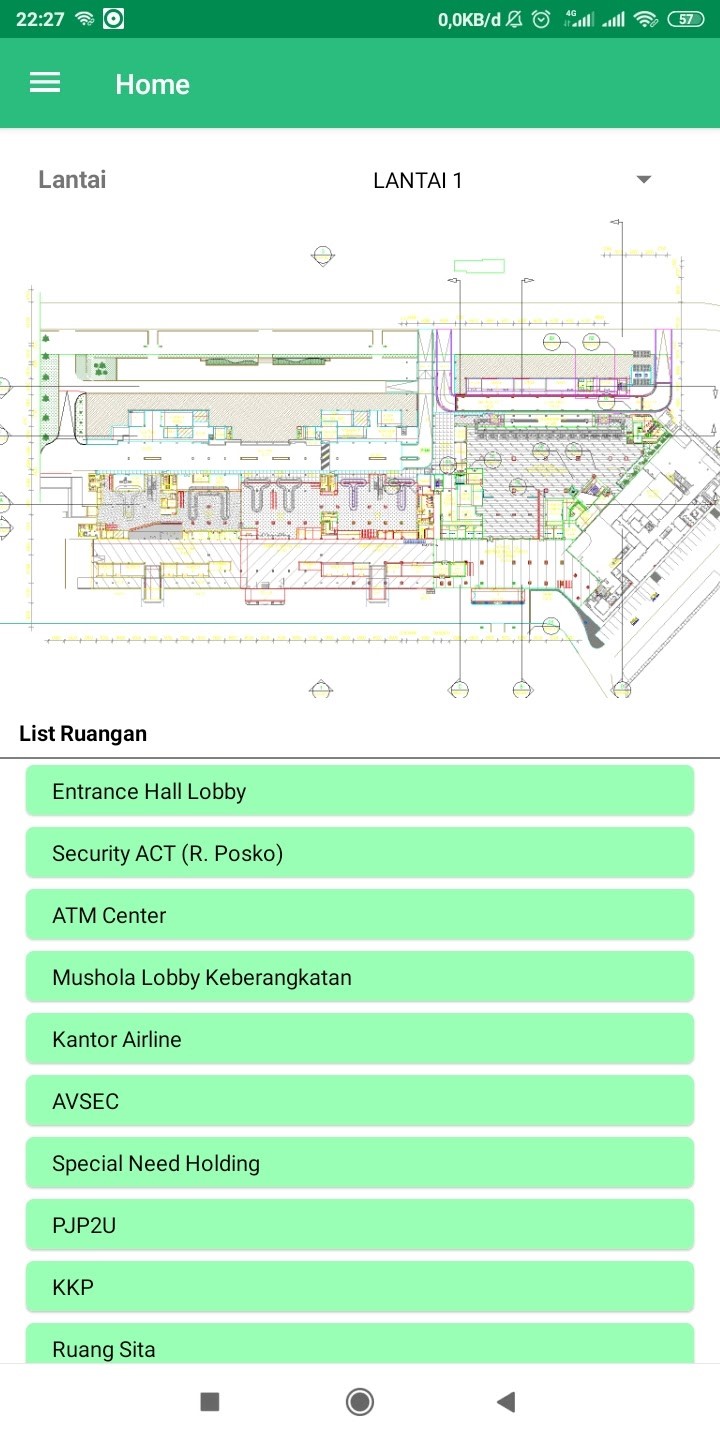 22:27
0,0KB/d
4G
57
Home
Lantai
LANTAI 1
List Ruangan
Entrance Hall Lobby
Security ACT (R. Posko)
ATM Center
Mushola Lobby Keberangkatan
Kantor Airline
AVSEC
Special Need Holding
PJP2U
KKP
Ruang Sita